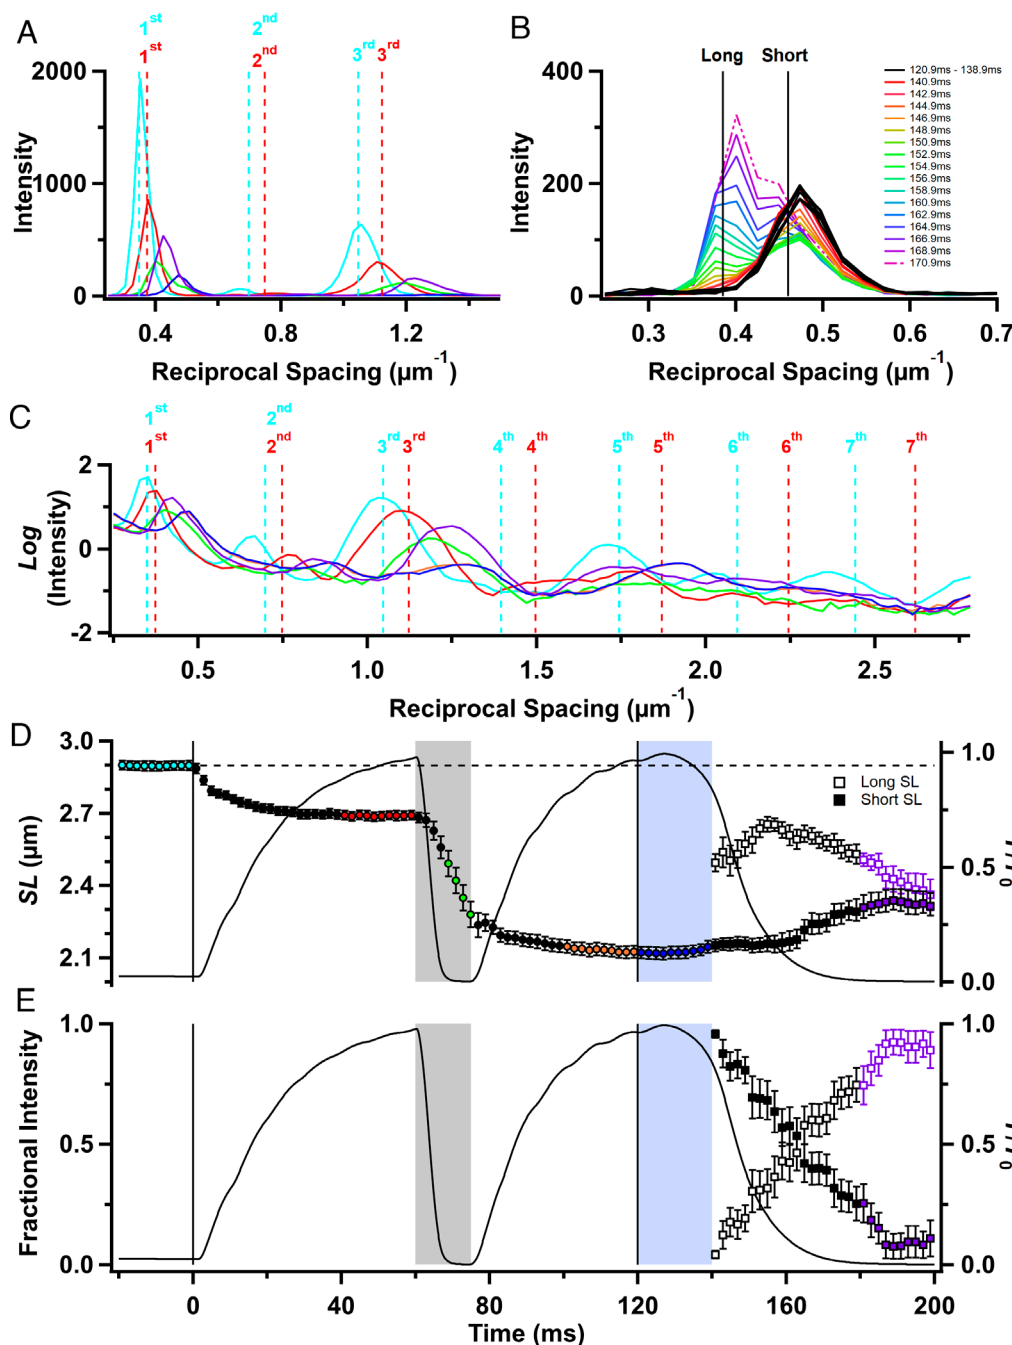 A
1st 2nd
1st 2nd 3rd 3rd
2000
1000
0
Intensity
0.4 0.8 1.2
Reciprocal Spacing (µm-1)
B
Long Short
400
200
0
Intensity
0.3 0.4 0.5 0.6 0.7
Reciprocal Spacing (µm-1)
120.9ms - 138.9ms
140.9ms
142.9ms
144.9ms
146.9ms
148.9ms
150.9ms
152.9ms
154.9ms
156.9ms
158.9ms
160.9ms
162.9ms
164.9ms
166.9ms
168.9ms
170.9ms
C
1st 2nd
1st 2nd 3rd 3rd 4th 4th 5th 5th 6th 6th 7th 7th
2
0
-2
Log
(Intensity)
0.5 1.0 1.5 2.0 2.5
Reciprocal Spacing (µm-1)
D
3.0
2.7
2.4
2.1
SL (µm)
Long SL
Short SL
1.0
0.5
0.0
E
1.0
0.5
0.0
Fractional Intensity
1.0
0.5
0.0
0 40 80 120 160 200
Time (ms)